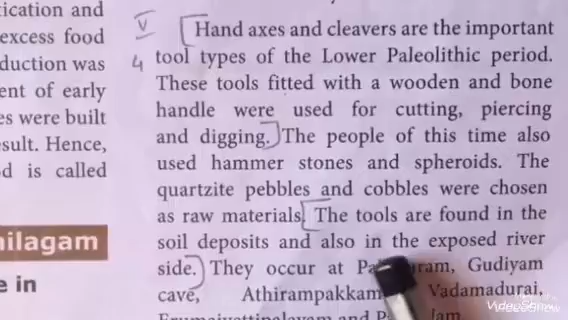 ication and
excess food
duction was
ent of early
es were built
sult. Hence,
d is called
ilagam
e in
V
4
Hand axes and cleavers are the important
tool types of the Lower Paleolithic period.
These tools fitted with a wooden and bone
handle were used for cutting, piercing
and digging. The people of this time also
used hammer stones and spheroids. The
quartzite pebbles and cobbles were chosen
as raw materials. The tools are found in the
soil deposits and also in the exposed river
side. They occur at ram, Gudiyam
cave, Athirampakkam Vadamadurai,
and
VideoShow